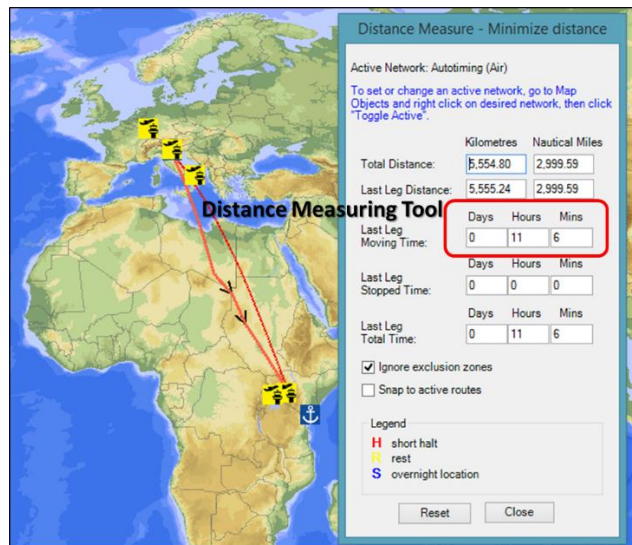 Distance Measure - Minimize distance
Active Network: Autotiming (Air)
To set or change an active network, go to Map
Objects and right click on desired network, then click
"Toggle Active".
Kilometres Nautical Miles
Total Distance: 5,554.80 2,999.59
Last Leg Distance: 5,555.24 2,999.59
Distance Measuring Tool
Days Hours Mins
Last Leg
Moving Time: 0 11 6
Days Hours Mins
Last Leg
Stopped Time: 0 0 0
Days Hours Mins
Last Leg
Total Time: 0 11 6
Ignore exclusion zones
Snap to active routes
Legend
H short halt
R rest
S overnight location
Reset Close